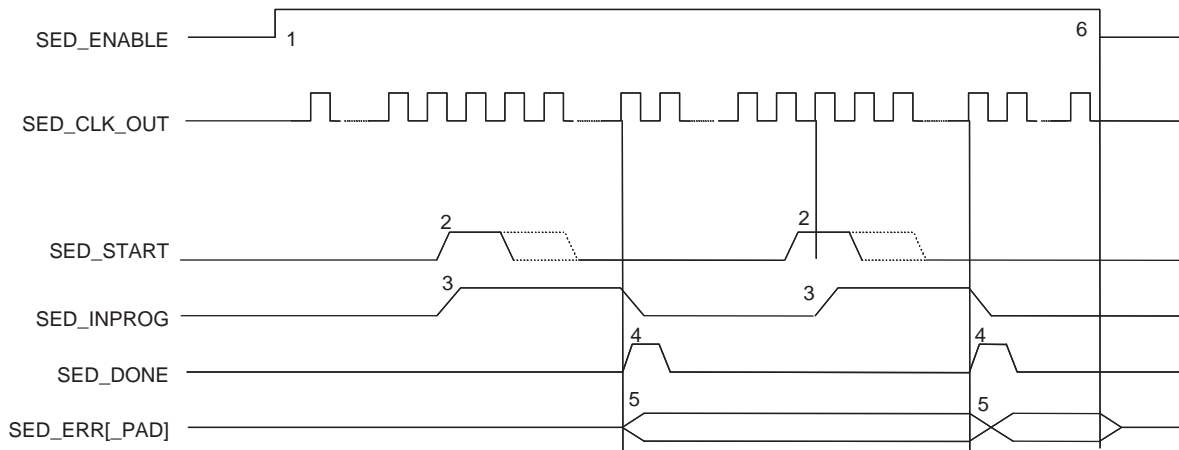 SED_ENABLE
1
6
SED_CLK_OUT
SED_START
2
2
SED_INPROG
3
3
SED_DONE
4
4
SED_ERR[_PAD]
5
5